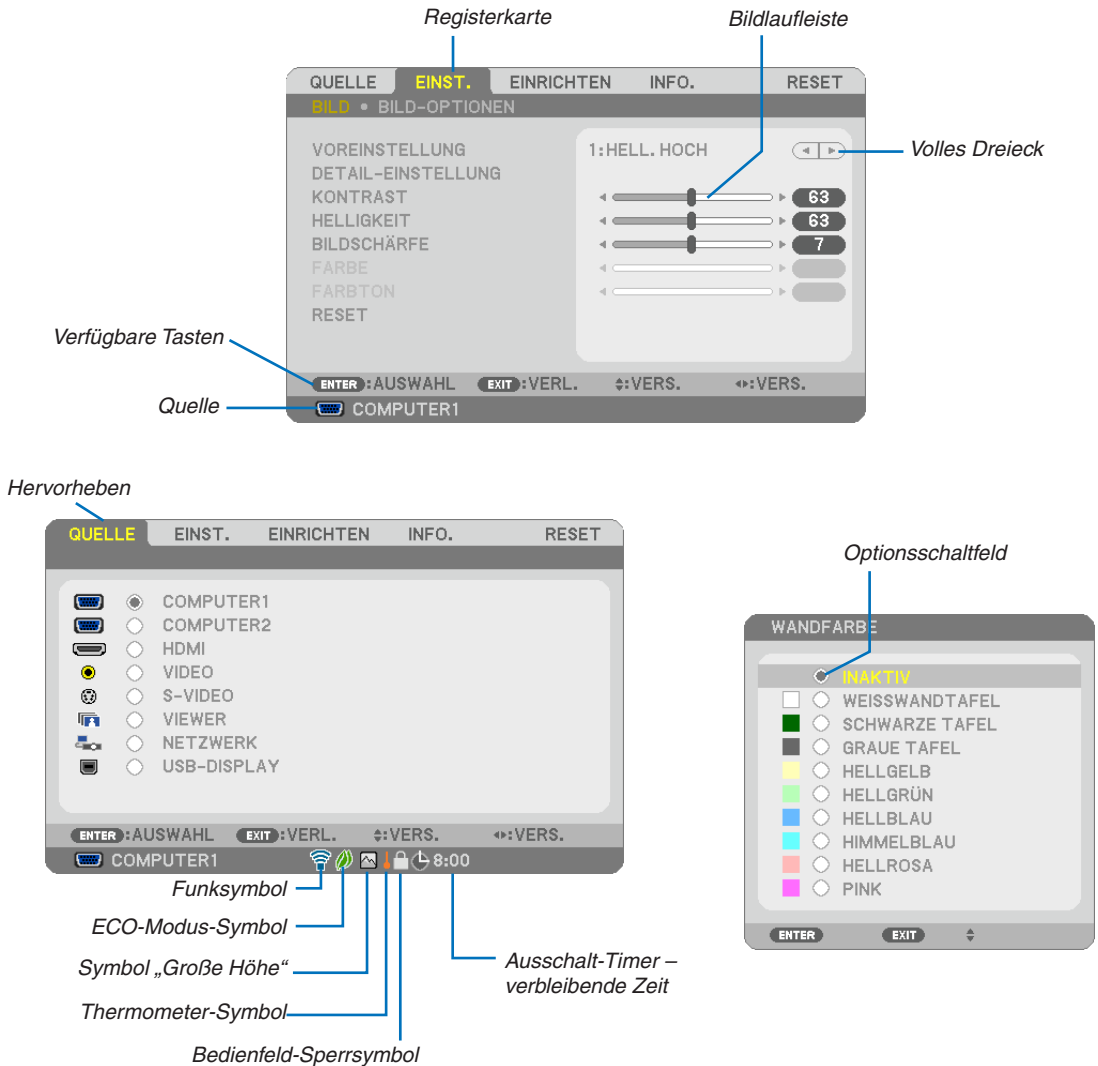 Registerkarte
Bildlaufleiste
QUELLE EINST. EINRICHTEN INFO. RESET
BILD • BILD-OPTIONEN
VOREINSTELLUNG 1:HELL. HOCH
Volles Dreieck
DETAIL-EINSTELLUNG
KONTRAST 63
HELLIGKEIT 63
BILDSCHÄRFE 7
FARBE
FARBTON
RESET
Verfügbare Tasten
ENTER :AUSWAHL EXIT :VERL. :VERS. :VERS.
Quelle
COMPUTER1
Hervorheben
QUELLE EINST. EINRICHTEN INFO. RESET
COMPUTER1
COMPUTER2
HDMI
VIDEO
S-VIDEO
VIEWER
NETZWERK
USB-DISPLAY
ENTER :AUSWAHL EXIT :VERL. :VERS. :VERS.
COMPUTER1 8:00
Funksymbol
ECO-Modus-Symbol
Symbol „Große Höhe“
Thermometer-Symbol
Bedienfeld-Sperrsymbol
Ausschalt-Timer –
verbleibende Zeit
Optionsschaltfeld
WANDFARBE
INAKTIV
WEISSWANDTAFEL
SCHWARZE TAFEL
GRAUE TAFEL
HELLGELB
HELLGRÜN
HELLBLAU
HIMMELBLAU
HELLROSA
PINK
ENTER EXIT